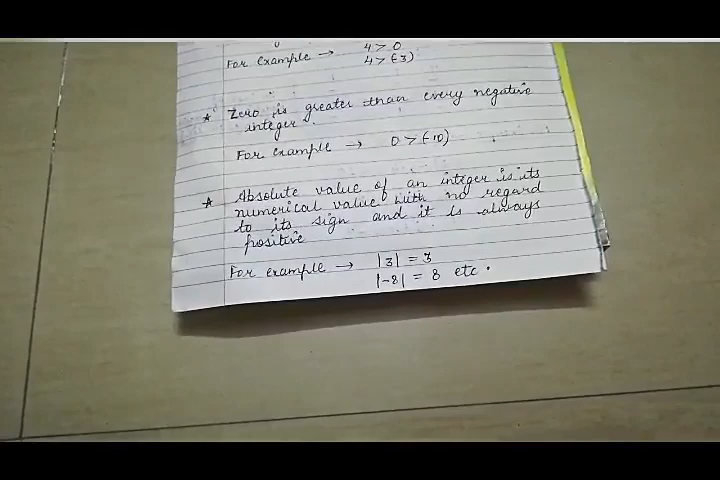 4 > 0
For example → 4 > (-3)
* Zero is greater than every negative
integer.
For example → 0 > (-10)
* Absolute value of an integer is its
numerical value with no regard
to its sign and it is always
positive
For example → |3| = 3
|-8| = 8 etc.